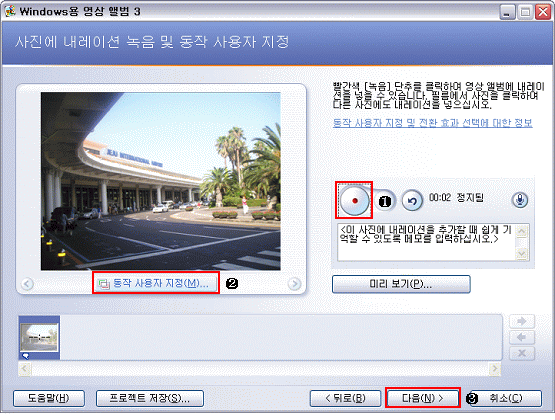 Windows용 영상 앨범 3
사진에 내레이션 녹음 및 동작 사용자 지정
빨간색 [녹음] 단추를 클릭하여 영상 앨범에 내레이
션을 넣을 수 있습니다. 필름에서 사진을 클릭하여
다른 사진에도 내레이션을 넣으십시오.
동작 사용자 지정 및 전환 효과 선택에 대한 정보
JEJU INTERNATIONAL AIRPORT
❶
00:02 정지됨
<이 사진에 내레이션을 추가할 때 쉽게 기
억할 수 있도록 메모를 입력하십시오.>
동작 사용자 지정(M)... ❷
미리 보기(P)...
도움말(H)
프로젝트 저장(S)...
< 뒤로(B)
다음(N) >
❸
취소(C)